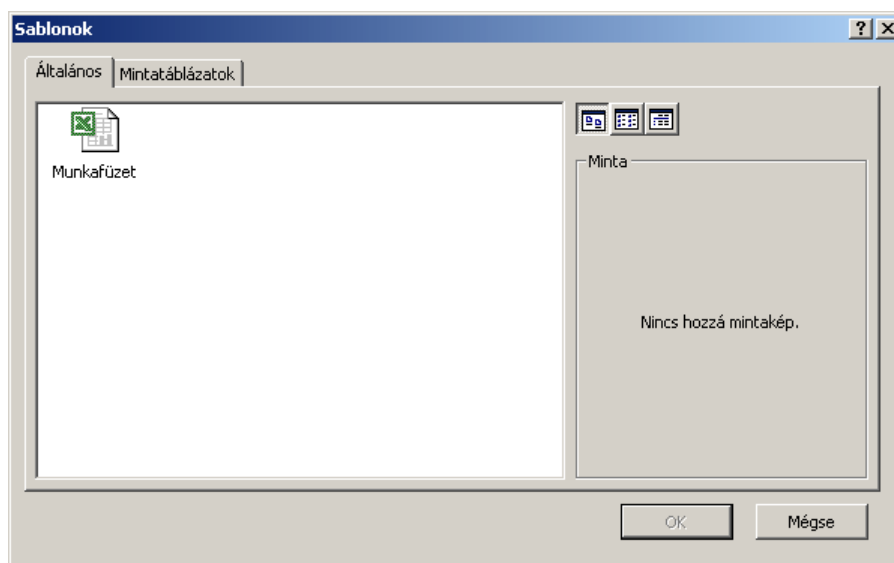 Sablonok
Általános
Mintatáblázatok
Munkafüzet
Minta
Nincs hozzá mintakép.
OK
Mégse